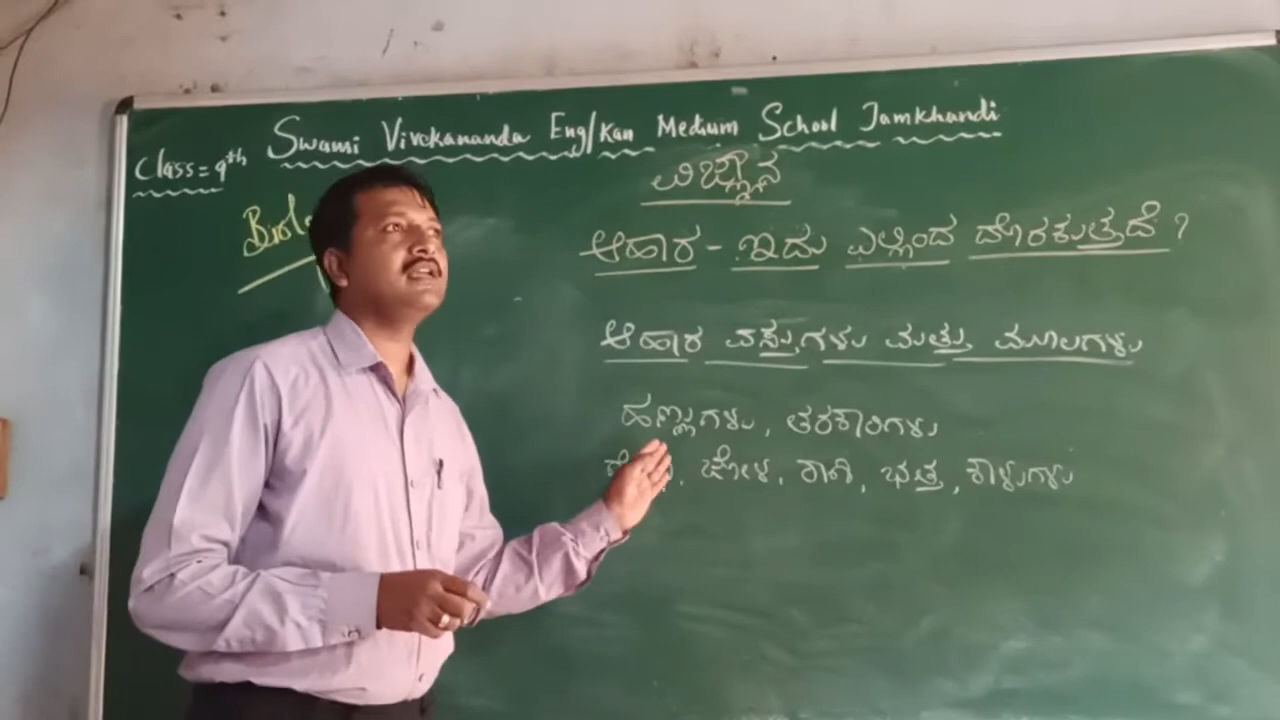 Swami Vivekananda Eng/Kan Medium School Jamkhandi
Class = 9th
ವಿಜ್ಞಾನ
ಆಹಾರ - ಇದು ಎಲ್ಲಿಂದ ದೊರಕುತ್ತದೆ ?
ಆಹಾರ ವಸ್ತುಗಳು ಮತ್ತು ಮೂಲಗಳು
ಹಣ್ಣುಗಳು, ತರಕಾರಿಗಳು
ಜೋಳ, ರಾಗಿ, ಭತ್ತ, ಕಾಳುಗಳು